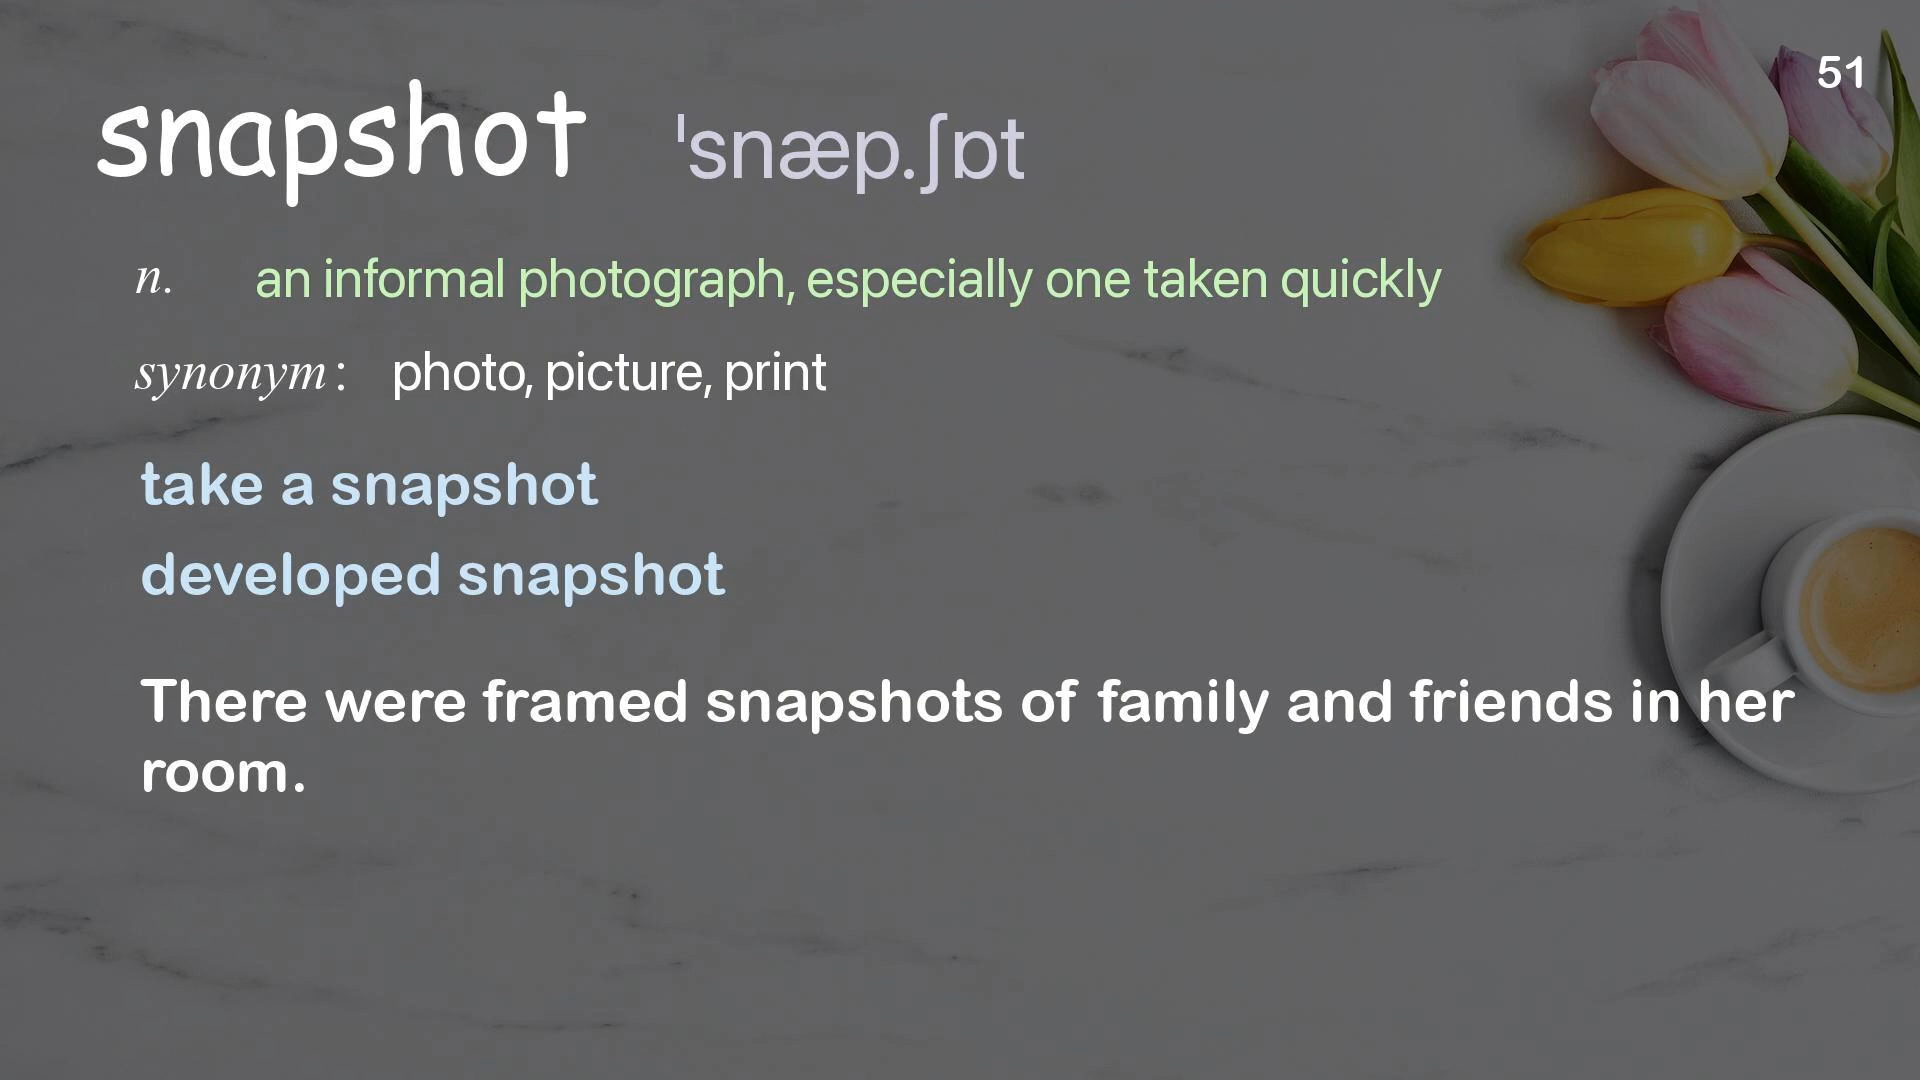 51
snapshot ˈsnæp.ʃɒt
n. an informal photograph, especially one taken quickly
synonym: photo, picture, print
take a snapshot
developed snapshot
There were framed snapshots of family and friends in her
room.